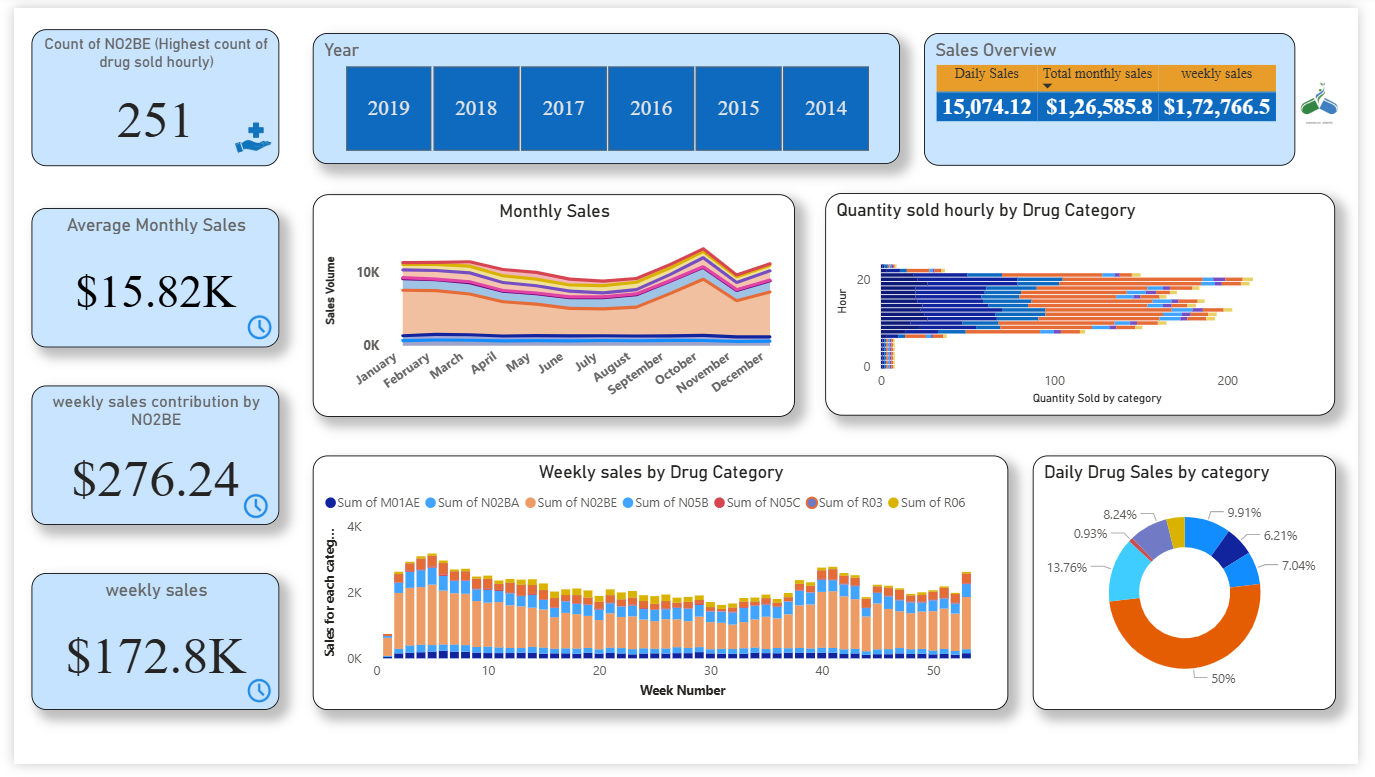 Count of NO2BE (Highest count of
drug sold hourly)
251
Year
2019 2018 2017 2016 2015 2014
Sales Overview
Daily Sales Total monthly sales weekly sales
15,074.12 $1,26,585.8 $1,72,766.5
Average Monthly Sales
$15.82K
weekly sales contribution by
NO2BE
$276.24
weekly sales
$172.8K
Monthly Sales
Sales Volume
10K
0K
January
February
March
April
May
June
July
August
September
October
November
December
Quantity sold hourly by Drug Category
Hour
20
0
0 100 200
Quantity Sold by category
Weekly sales by Drug Category
Sum of M01AE Sum of N02BA Sum of N02BE Sum of N05B Sum of N05C Sum of R03 Sum of R06
Sales for each categ...
4K
2K
0K
0 10 20 30 40 50
Week Number
Daily Drug Sales by category
8.24%
9.91%
0.93%
6.21%
13.76%
7.04%
50%